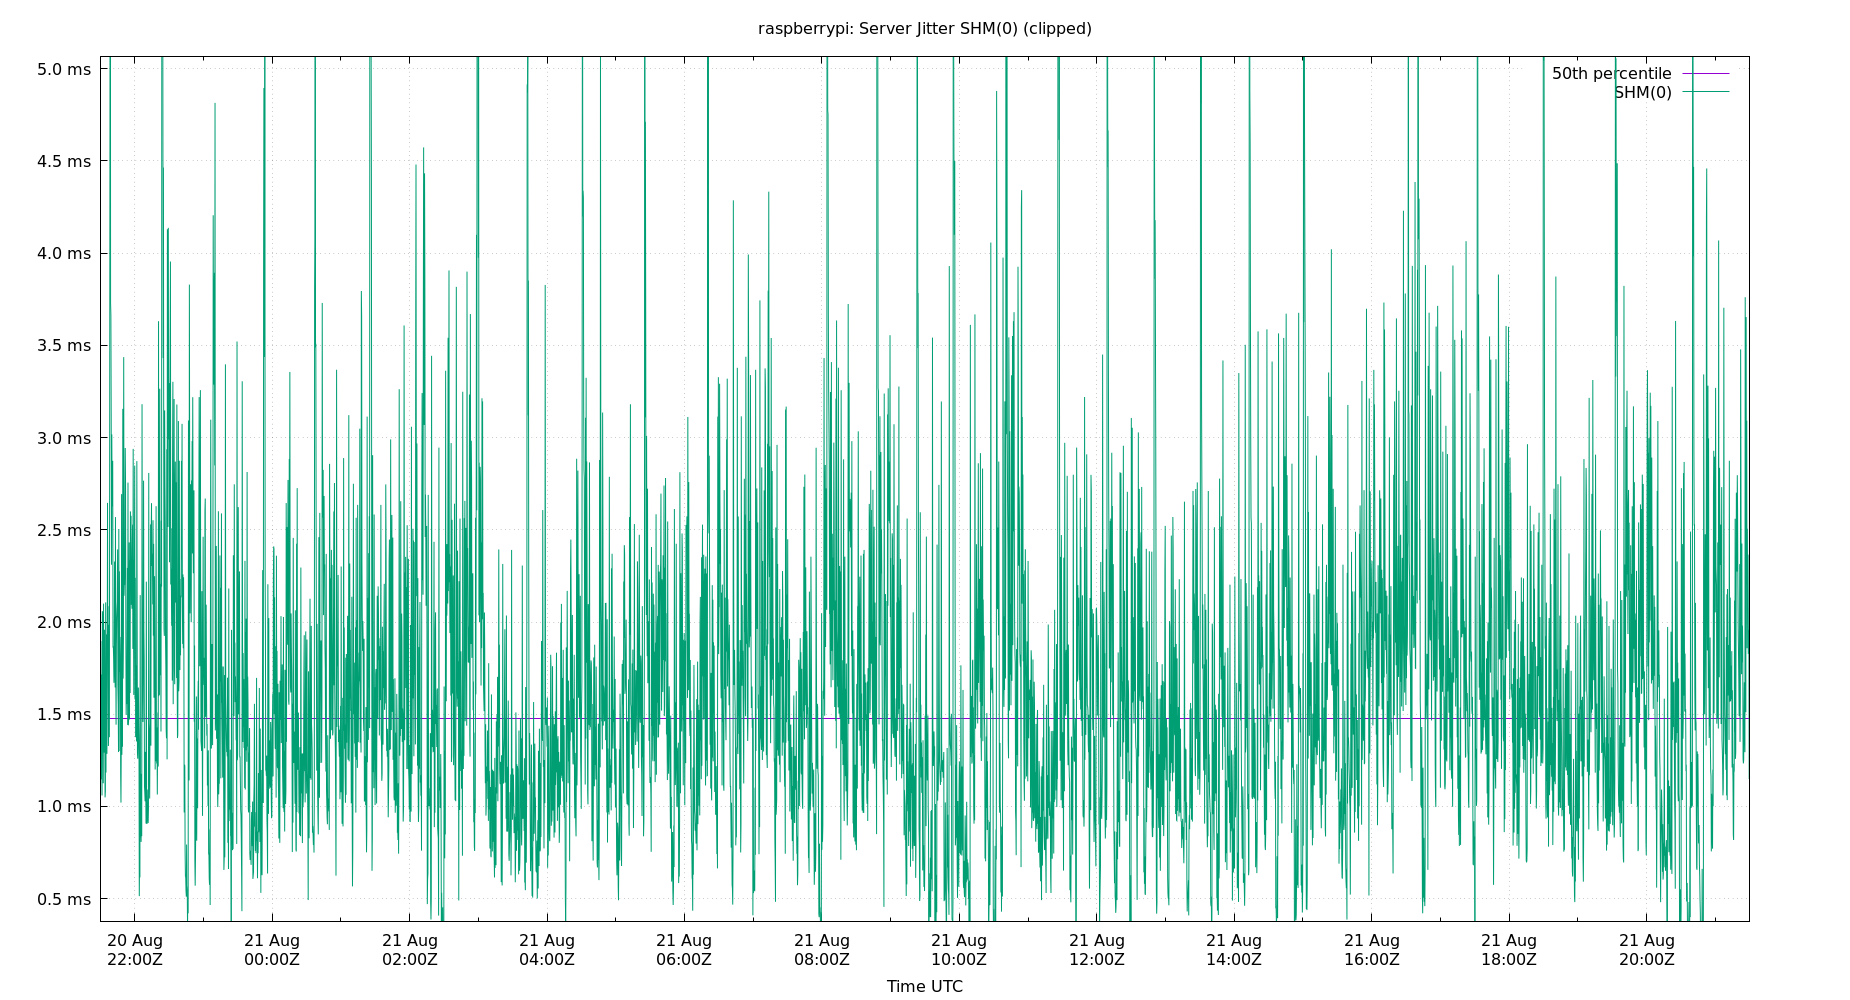 raspberrypi: Server Jitter SHM(0) (clipped)
50th percentile
SHM(0)
5.0 ms
4.5 ms
4.0 ms
3.5 ms
3.0 ms
2.5 ms
2.0 ms
1.5 ms
1.0 ms
0.5 ms
20 Aug 21 Aug 21 Aug 21 Aug 21 Aug 21 Aug 21 Aug 21 Aug 21 Aug 21 Aug 21 Aug 21 Aug
22:00Z 00:00Z 02:00Z 04:00Z 06:00Z 08:00Z 10:00Z 12:00Z 14:00Z 16:00Z 18:00Z 20:00Z
Time UTC